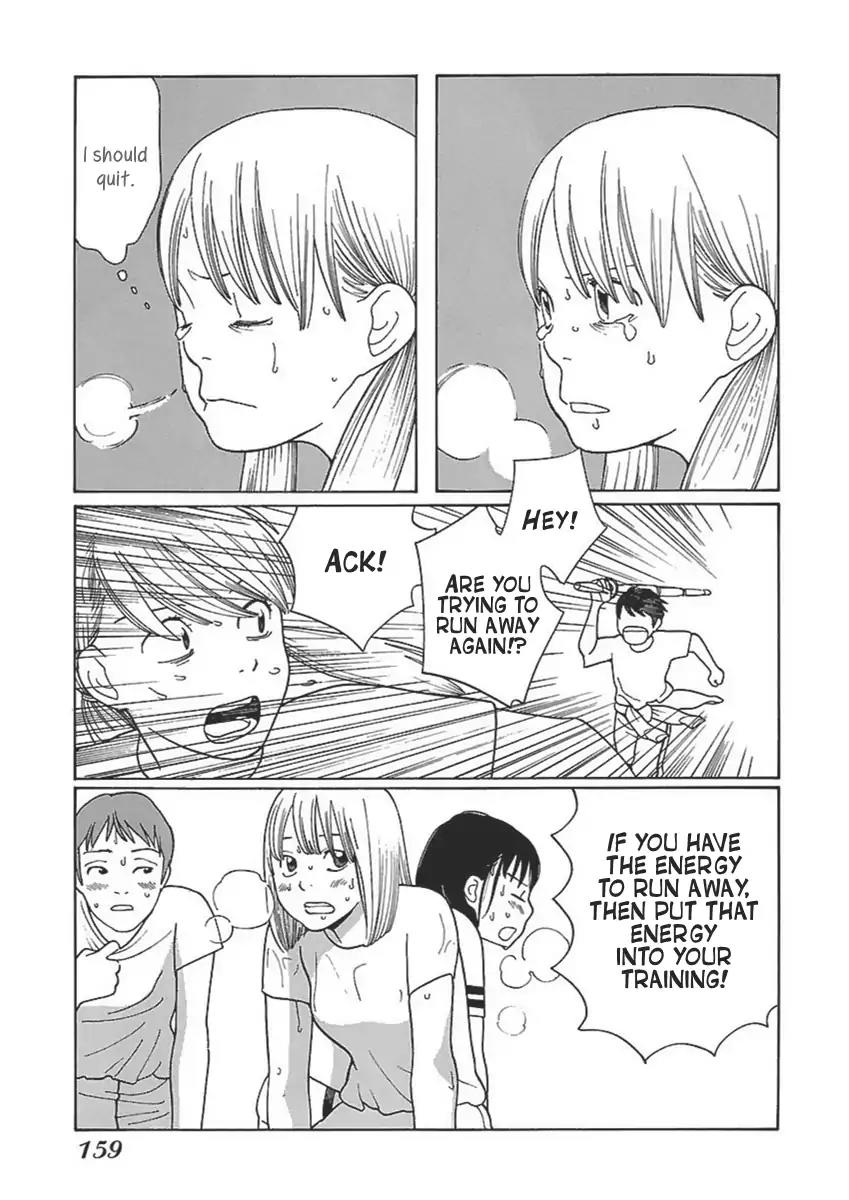 I should
quit.
HEY!
ARE YOU
TRYING TO
RUN AWAY
AGAIN!?
ACK!
IF YOU HAVE
THE ENERGY
TO RUN AWAY,
THEN PUT THAT
ENERGY
INTO YOUR
TRAINING!
159